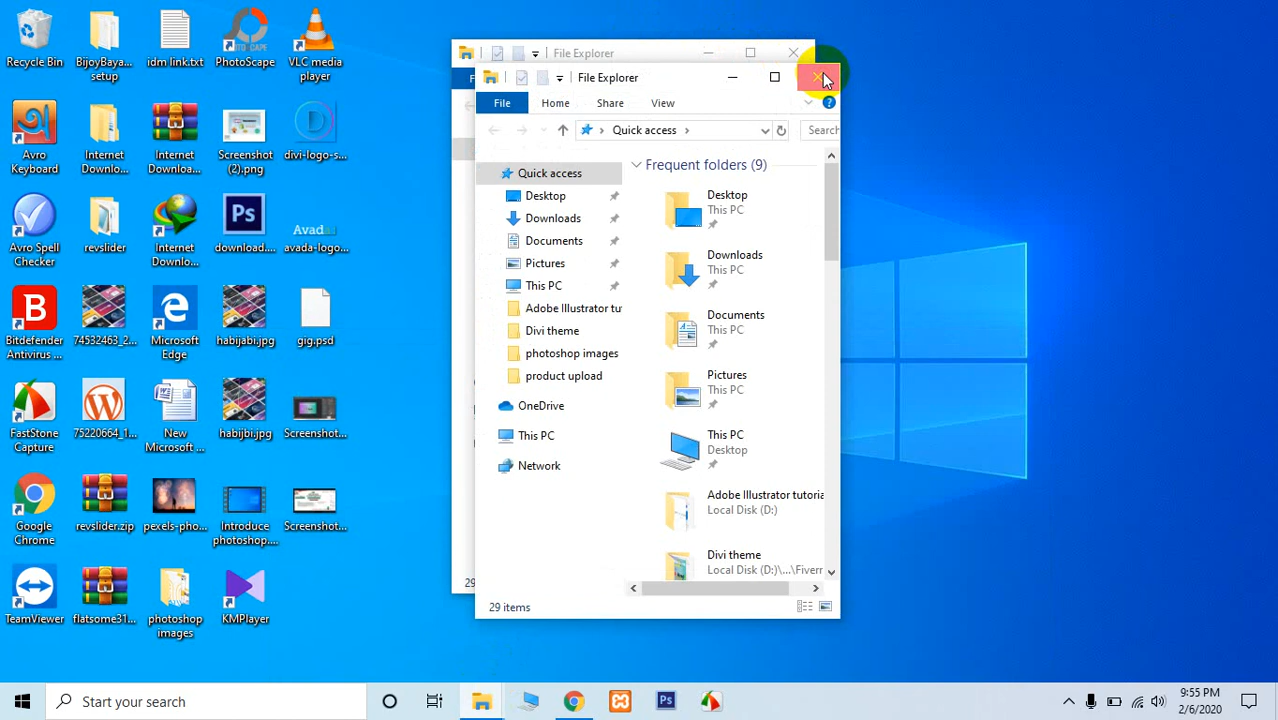 Recycle Bin
BijoyBaya...
setup
idm link.txt
PhotoScape
VLC media
player
Avro
Keyboard
Internet
Downlo...
Internet
Downloa...
Screenshot
(2).png
divi-logo-s...
Avro Spell
Checker
revslider
Internet
Downlo...
Ps
download....
Avada
avada-logo...
Bitdefender
Antivirus ...
74532463_2...
Microsoft
Edge
habijabi.jpg
gig.psd
FastStone
Capture
75220664_1...
New
Microsoft ...
habijbi.jpg
Screenshot...
Google
Chrome
revslider.zip
pexels-pho...
Introduce
photoshop....
Screenshot...
TeamViewer
flatsome31...
photoshop
images
KMPlayer
File Explorer
F
29
File Explorer
File
Home
Share
View
Quick access
Search
Quick access
Desktop
Downloads
Documents
Pictures
This PC
Adobe Illustrator tu
Divi theme
photoshop images
product upload
OneDrive
This PC
Network
Frequent folders (9)
Desktop
This PC
Downloads
This PC
Documents
This PC
Pictures
This PC
This PC
Desktop
Adobe Illustrator tutoria
Local Disk (D:)
Divi theme
Local Disk (D:)\...\Fiverr
29 items
Start your search
Ps
9:55 PM
2/6/2020